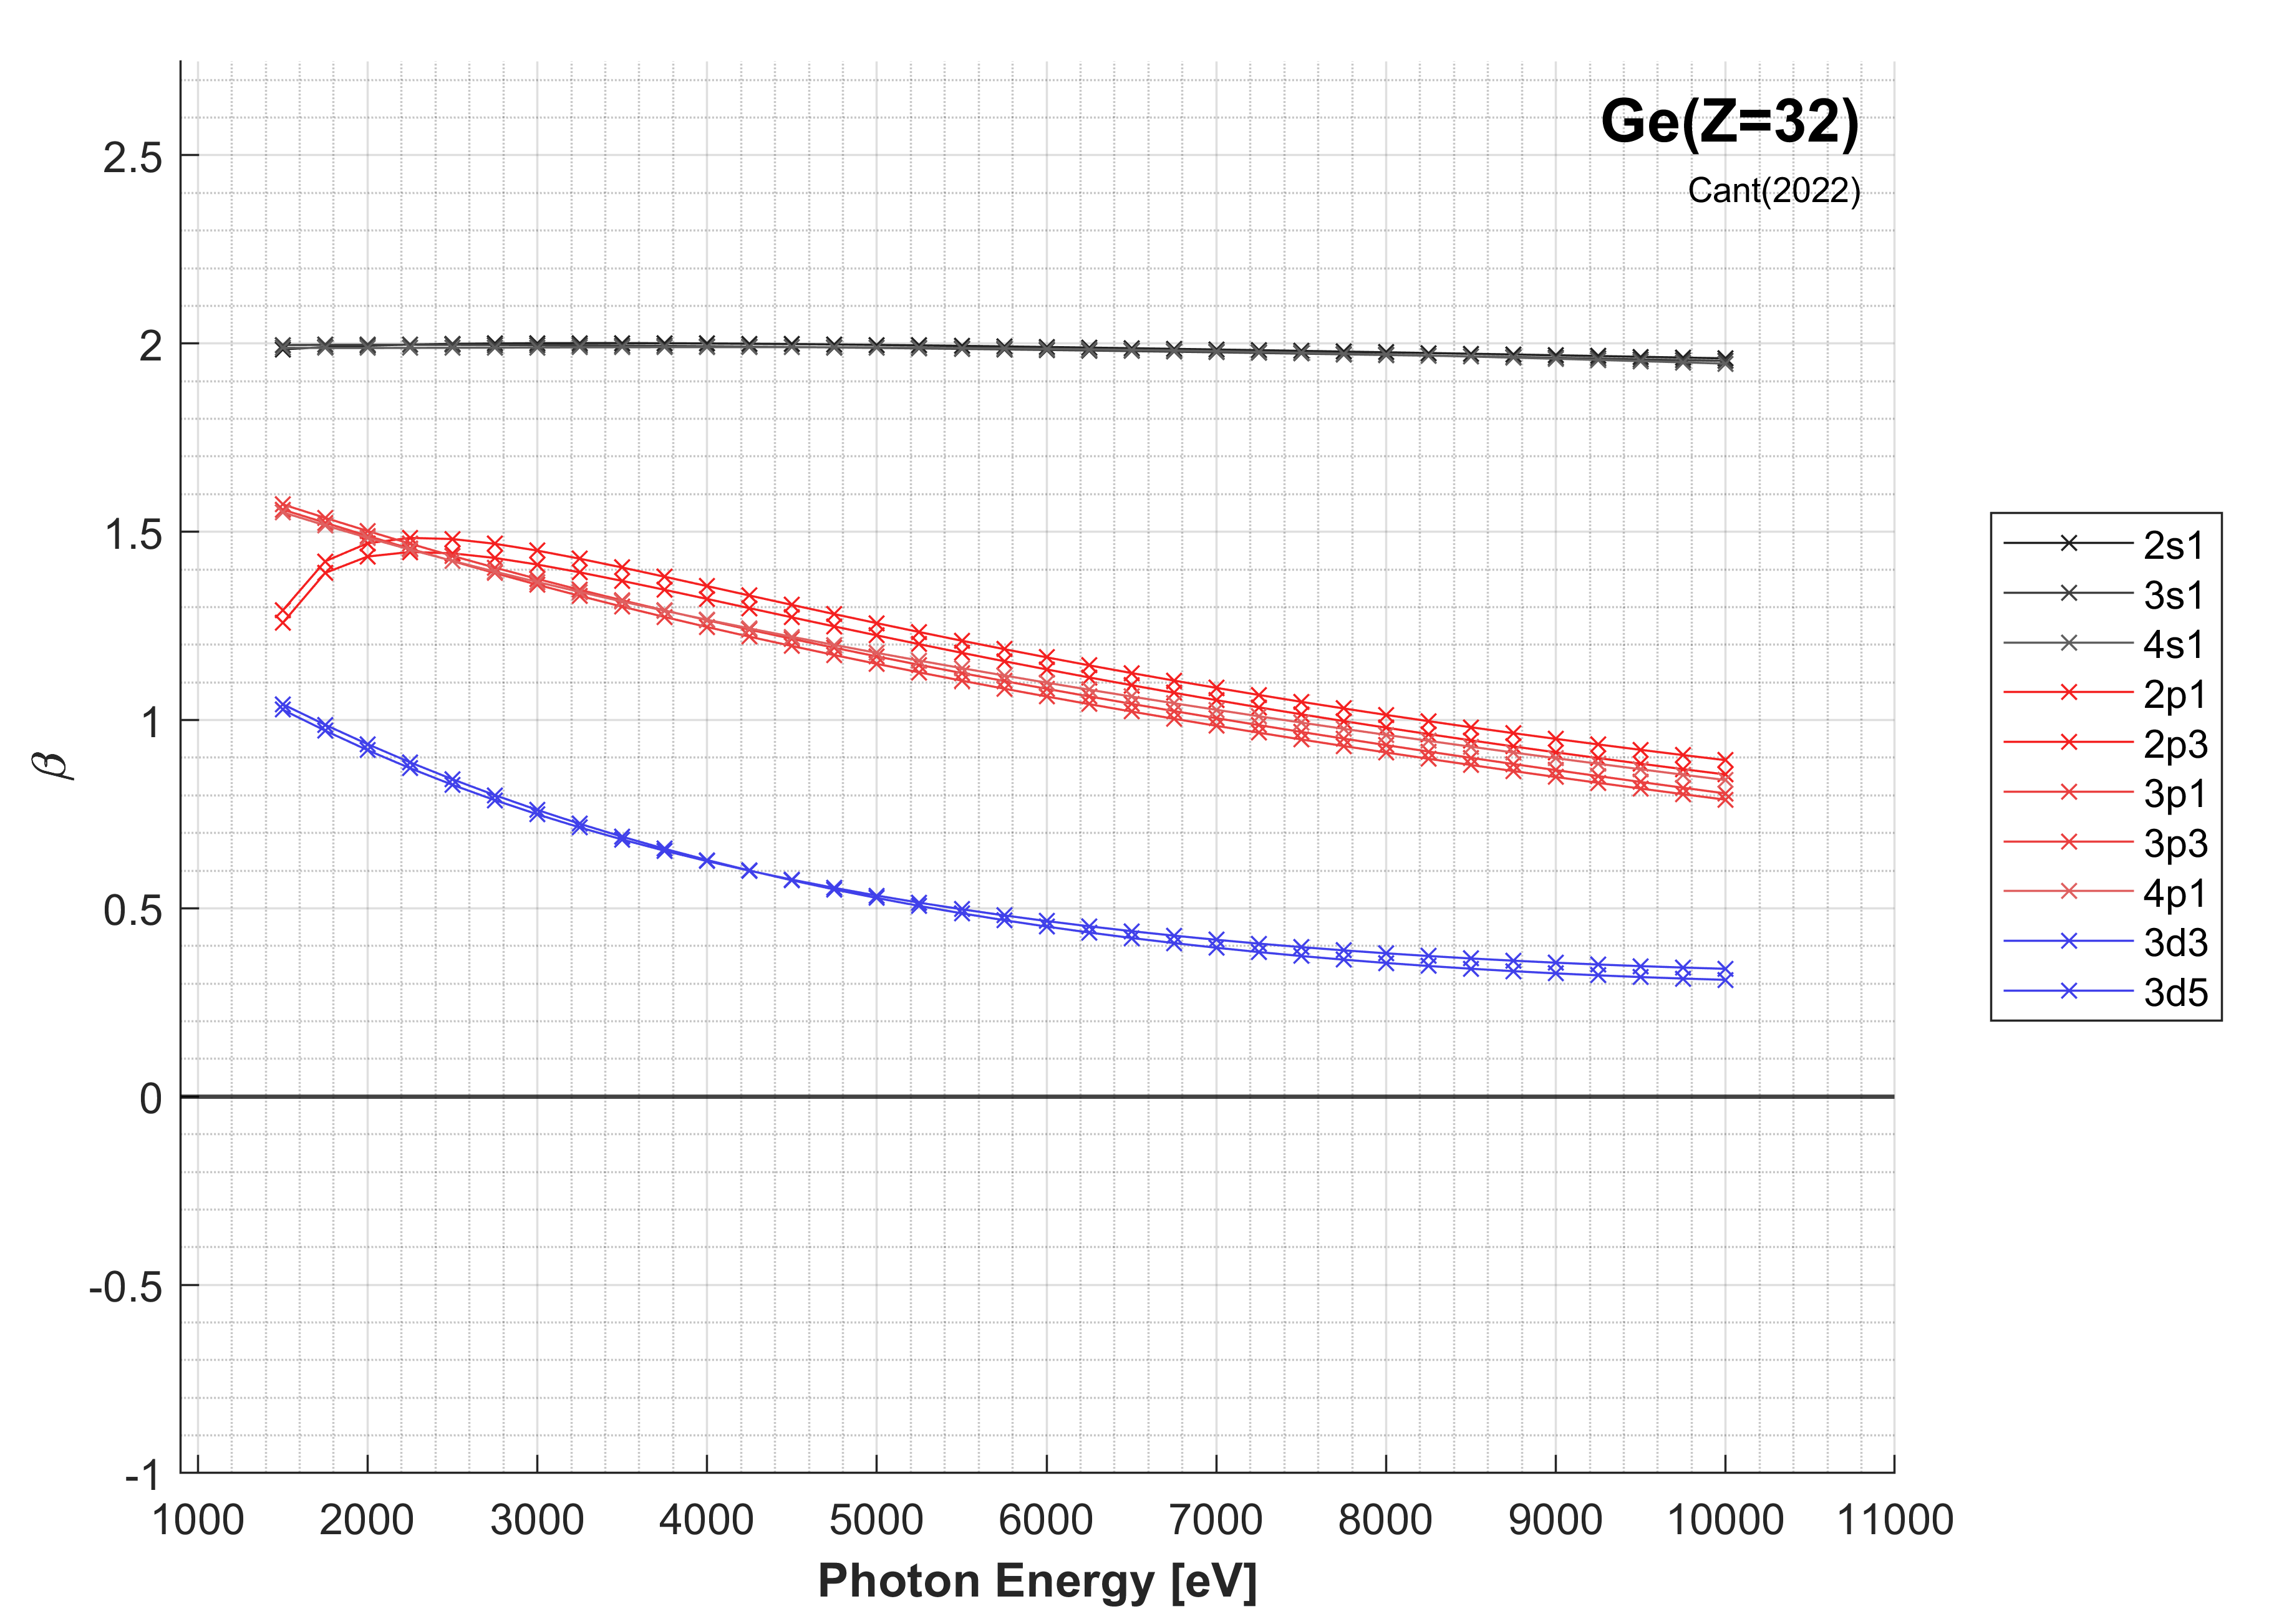 Ge(Z=32)
Cant(2022)
2.5
2
1.5
1
0.5
0
-0.5
-1
β
1000 2000 3000 4000 5000 6000 7000 8000 9000 10000 11000
Photon Energy [eV]
2s1
3s1
4s1
2p1
2p3
3p1
3p3
4p1
3d3
3d5